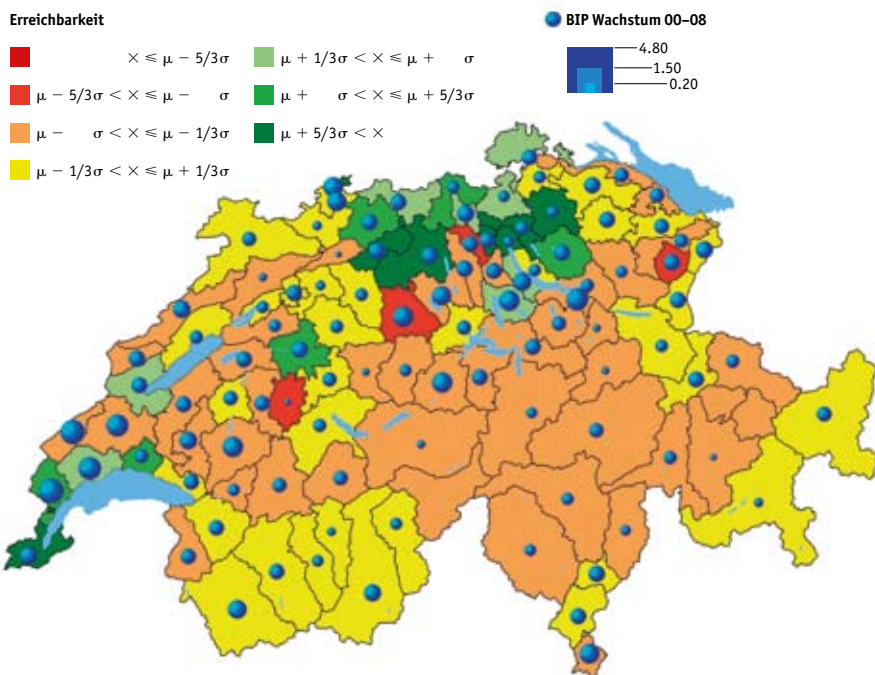 Erreichbarkeit
× ≤ μ − 5/3σ
μ − 5/3σ < × ≤ μ − σ
μ − σ < × ≤ μ − 1/3σ
μ − 1/3σ < × ≤ μ + 1/3σ
μ + 1/3σ < × ≤ μ + σ
μ + σ < × ≤ μ + 5/3σ
μ + 5/3σ < ×
BIP Wachstum 00–08
4.80
1.50
0.20